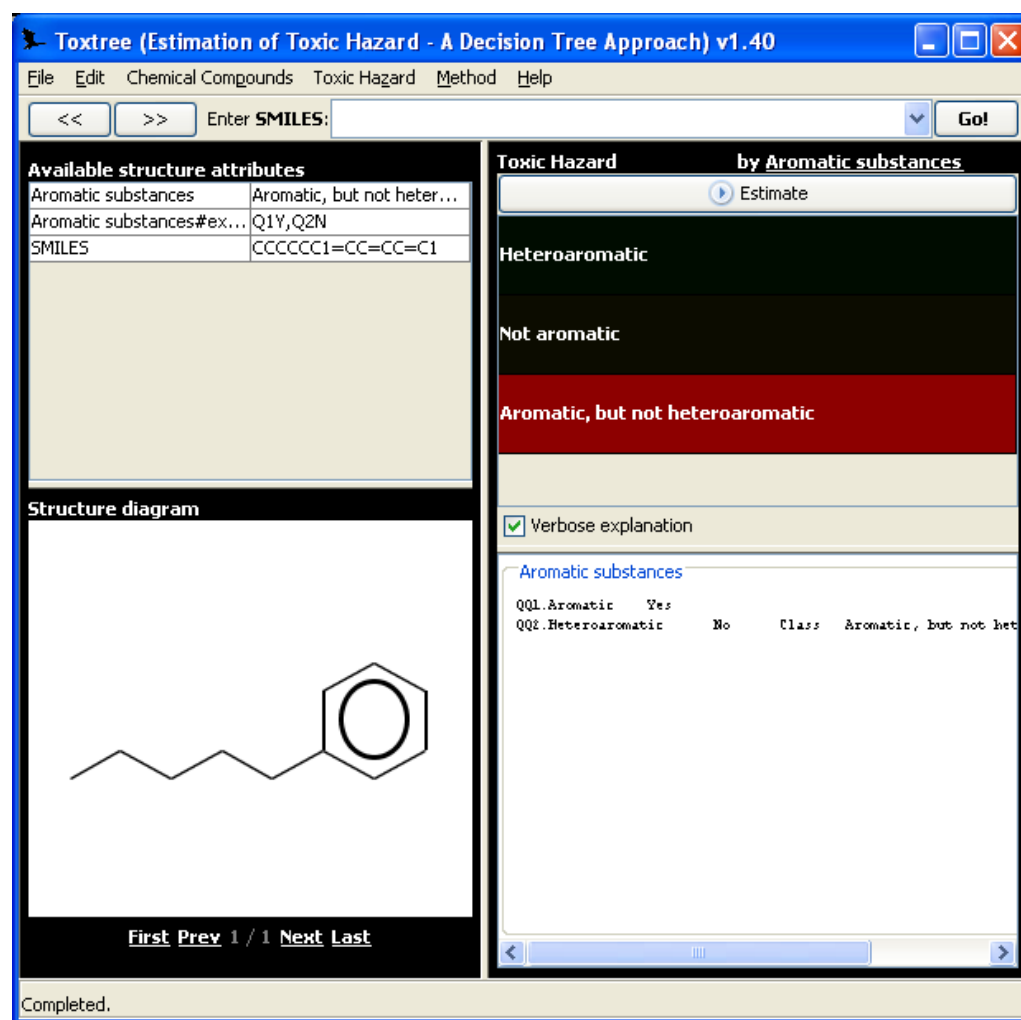 Toxtree (Estimation of Toxic Hazard - A Decision Tree Approach) v1.40
File Edit Chemical Compounds Toxic Hazard Method Help
<< >> Enter SMILES: Go!
Available structure attributes
Aromatic substances Aromatic, but not heter...
Aromatic substances#ex... Q1Y,Q2N
SMILES CCCCCC1=CC=CC=C1
Structure diagram
First Prev 1 / 1 Next Last
Toxic Hazard by Aromatic substances
Estimate
Heteroaromatic
Not aromatic
Aromatic, but not heteroaromatic
Verbose explanation
Aromatic substances
QQ1.Aromatic Yes
QQ2.Heteroaromatic No Class Aromatic, but not het
Completed.